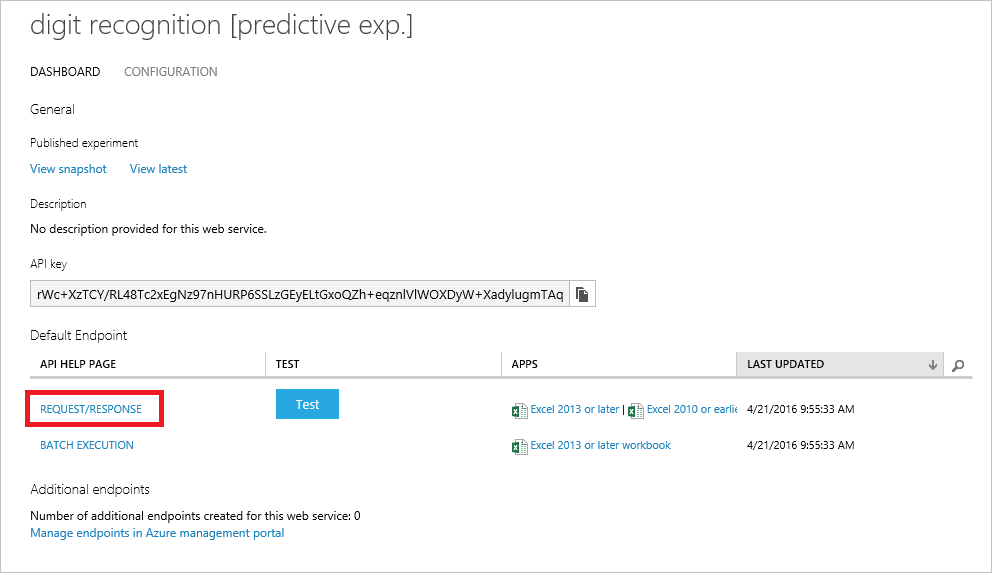 digit recognition [predictive exp.]
DASHBOARD CONFIGURATION
General
Published experiment
View snapshot View latest
Description
No description provided for this web service.
API key
rWc+XzTCY/RL48Tc2xEgNz97nHURP6SSLzGEyELtGxoQZh+eqznlVlWOXDyW+XadylugmTAq
Default Endpoint
API HELP PAGE TEST APPS LAST UPDATED
REQUEST/RESPONSE Test Excel 2013 or later | Excel 2010 or earlie 4/21/2016 9:55:33 AM
BATCH EXECUTION Excel 2013 or later workbook 4/21/2016 9:55:33 AM
Additional endpoints
Number of additional endpoints created for this web service: 0
Manage endpoints in Azure management portal